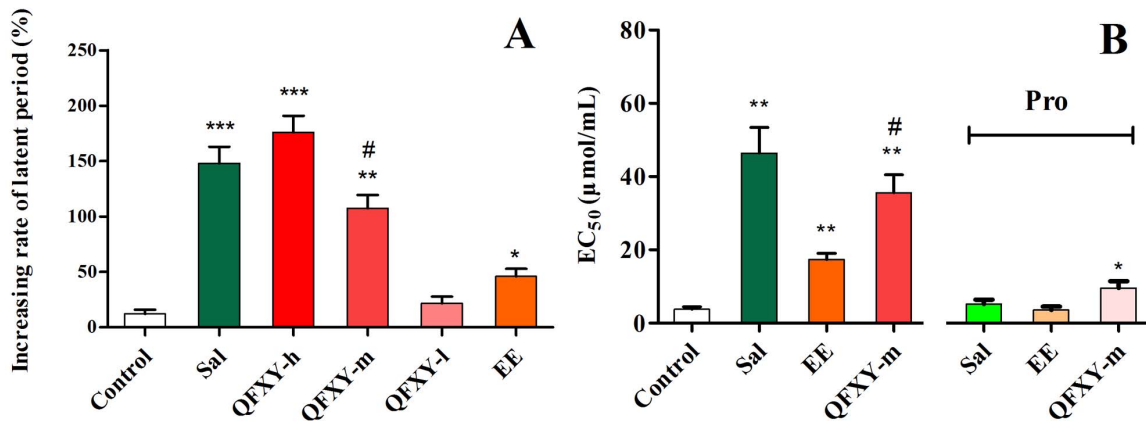 A
Increasing rate of latent period (%)
250
200
150
100
50
0
***
***
#
**
*
Control
Sal
QFXY-h
QFXY-m
QFXY-l
EE
B
EC50 (μmol/mL)
80
60
40
20
0
**
**
#
**
Pro
*
Control
Sal
EE
QFXY-m
Sal
EE
QFXY-m